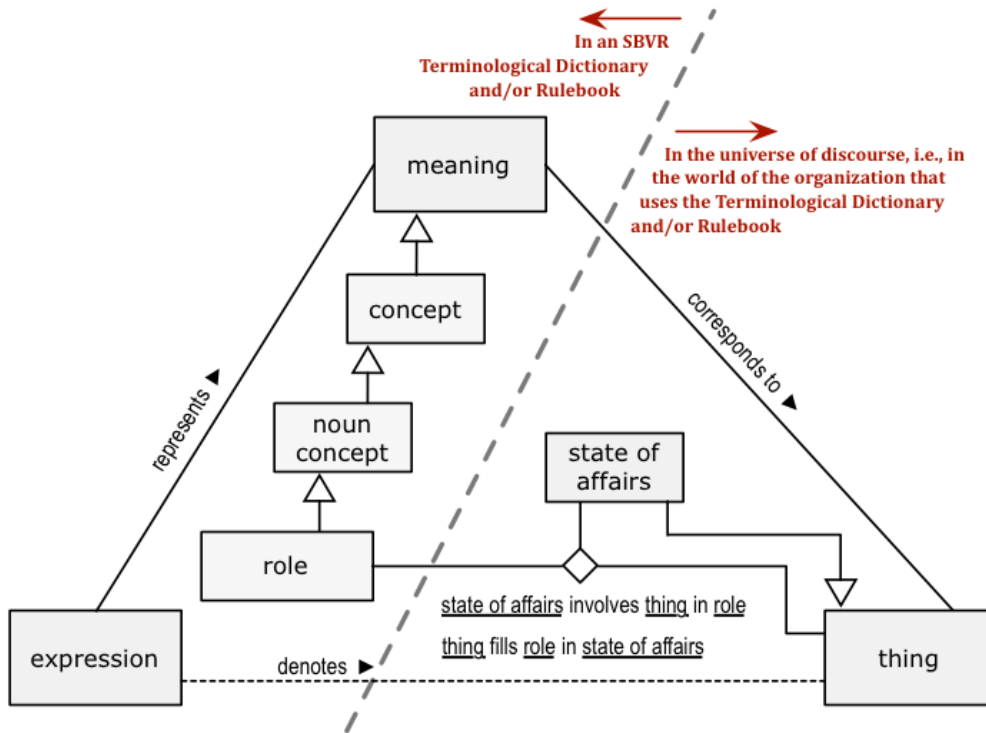 In an SBVR
Terminological Dictionary
and/or Rulebook
meaning
In the universe of discourse, i.e., in
the world of the organization that
uses the Terminological Dictionary
and/or Rulebook
concept
corresponds to ▶
represents ▶
noun
concept
state of
affairs
role
state of affairs involves thing in role
thing fills role in state of affairs
expression
denotes ▶
thing